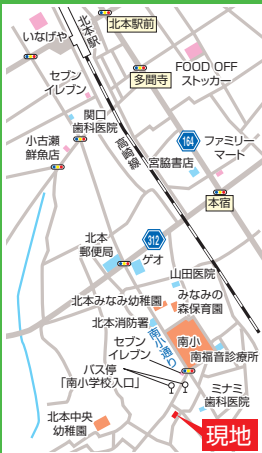 いなげや
北本駅
北本駅前
多聞寺
FOOD OFF
ストッカー
セブン
イレブン
関口
歯科医院
高崎線
164
ファミリー
マート
小古瀬
鮮魚店
宮脇書店
本宿
北本
郵便局
312
ゲオ
山田医院
北本みなみ幼稚園
みなみの
森保育園
北本消防署
南小通り
南小
セブン
イレブン
南福音診療所
バス停
「南小学校入口」
ミナミ
歯科医院
北本中央
幼稚園
現地